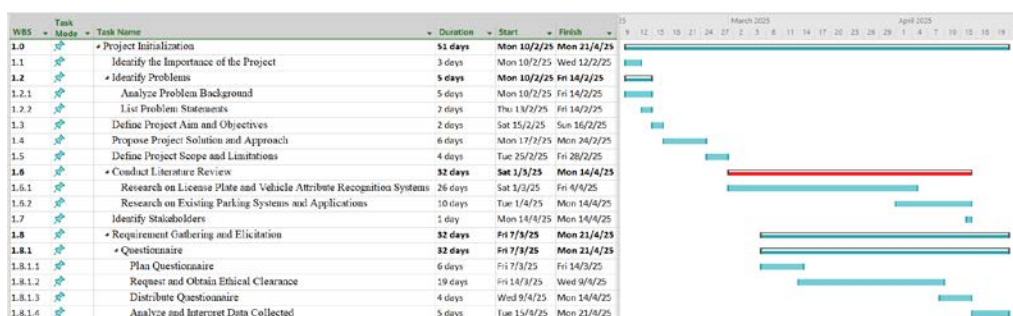 25 March 2025 April 2025
WBS Task Mode Task Name Duration Start Finish 9 12 15 18 21 24 27 2 5 8 11 14 17 20 23 26 29 1 4 7 10 13 16 19
1.0 Project Initialization 51 days Mon 10/2/25 Mon 21/4/25
1.1 Identify the Importance of the Project 3 days Mon 10/2/25 Wed 12/2/25
1.2 Identify Problems 5 days Mon 10/2/25 Fri 14/2/25
1.2.1 Analyze Problem Background 5 days Mon 10/2/25 Fri 14/2/25
1.2.2 List Problem Statements 2 days Thu 13/2/25 Fri 14/2/25
1.3 Define Project Aim and Objectives 2 days Sat 15/2/25 Sun 16/2/25
1.4 Propose Project Solution and Approach 6 days Mon 17/2/25 Mon 24/2/25
1.5 Define Project Scope and Limitations 4 days Tue 25/2/25 Fri 28/2/25
1.6 Conduct Literature Review 32 days Sat 1/3/25 Mon 14/4/25
1.6.1 Research on License Plate and Vehicle Attribute Recognition Systems 26 days Sat 1/3/25 Fri 4/4/25
1.6.2 Research on Existing Parking Systems and Applications 10 days Tue 1/4/25 Mon 14/4/25
1.7 Identify Stakeholders 1 day Mon 14/4/25 Mon 14/4/25
1.8 Requirement Gathering and Elicitation 32 days Fri 7/3/25 Mon 21/4/25
1.8.1 Questionnaire 32 days Fri 7/3/25 Mon 21/4/25
1.8.1.1 Plan Questionnaire 6 days Fri 7/3/25 Fri 14/3/25
1.8.1.2 Request and Obtain Ethical Clearance 19 days Fri 14/3/25 Wed 9/4/25
1.8.1.3 Distribute Questionnaire 4 days Wed 9/4/25 Mon 14/4/25
1.8.1.4 Analyze and Interpret Data Collected 5 days Tue 15/4/25 Mon 21/4/25